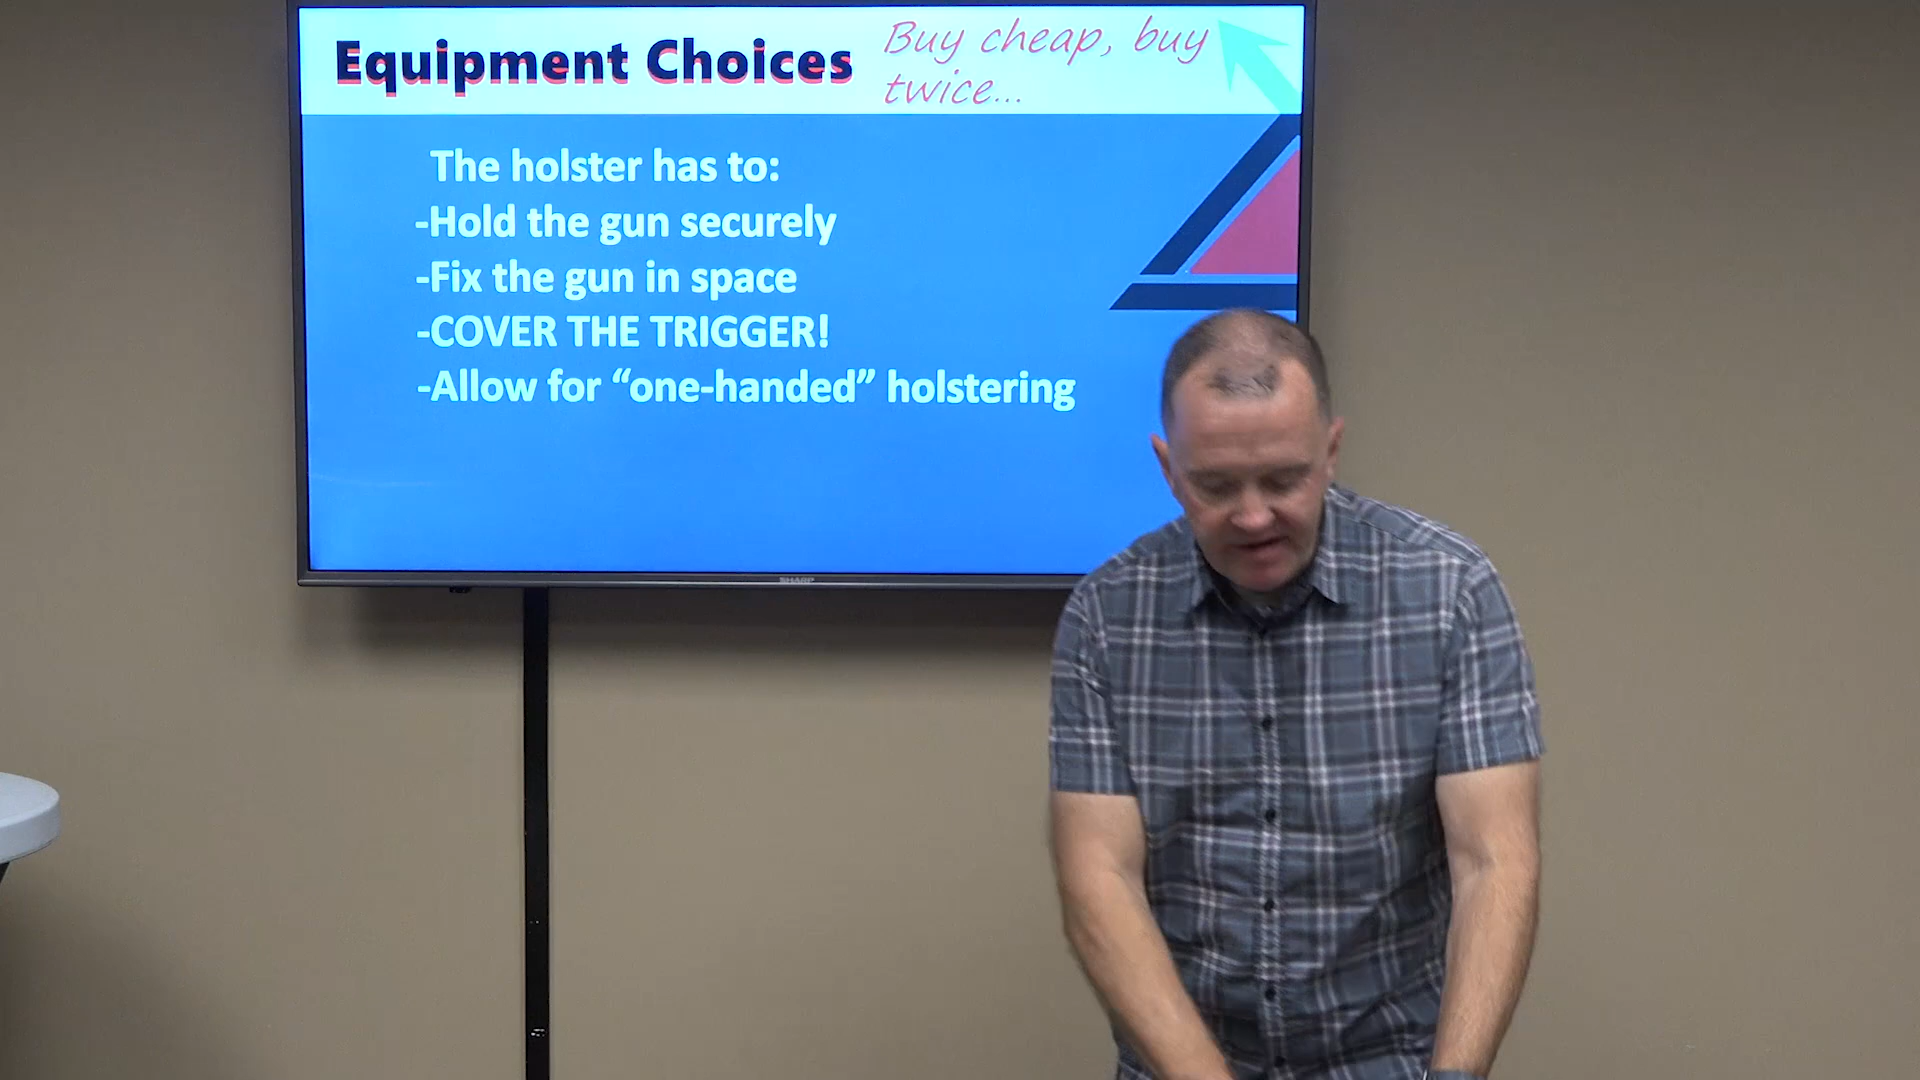 Equipment Choices
Buy cheap, buy
twice...
The holster has to:
-Hold the gun securely
-Fix the gun in space
-COVER THE TRIGGER!
-Allow for “one-handed” holstering
SHARP